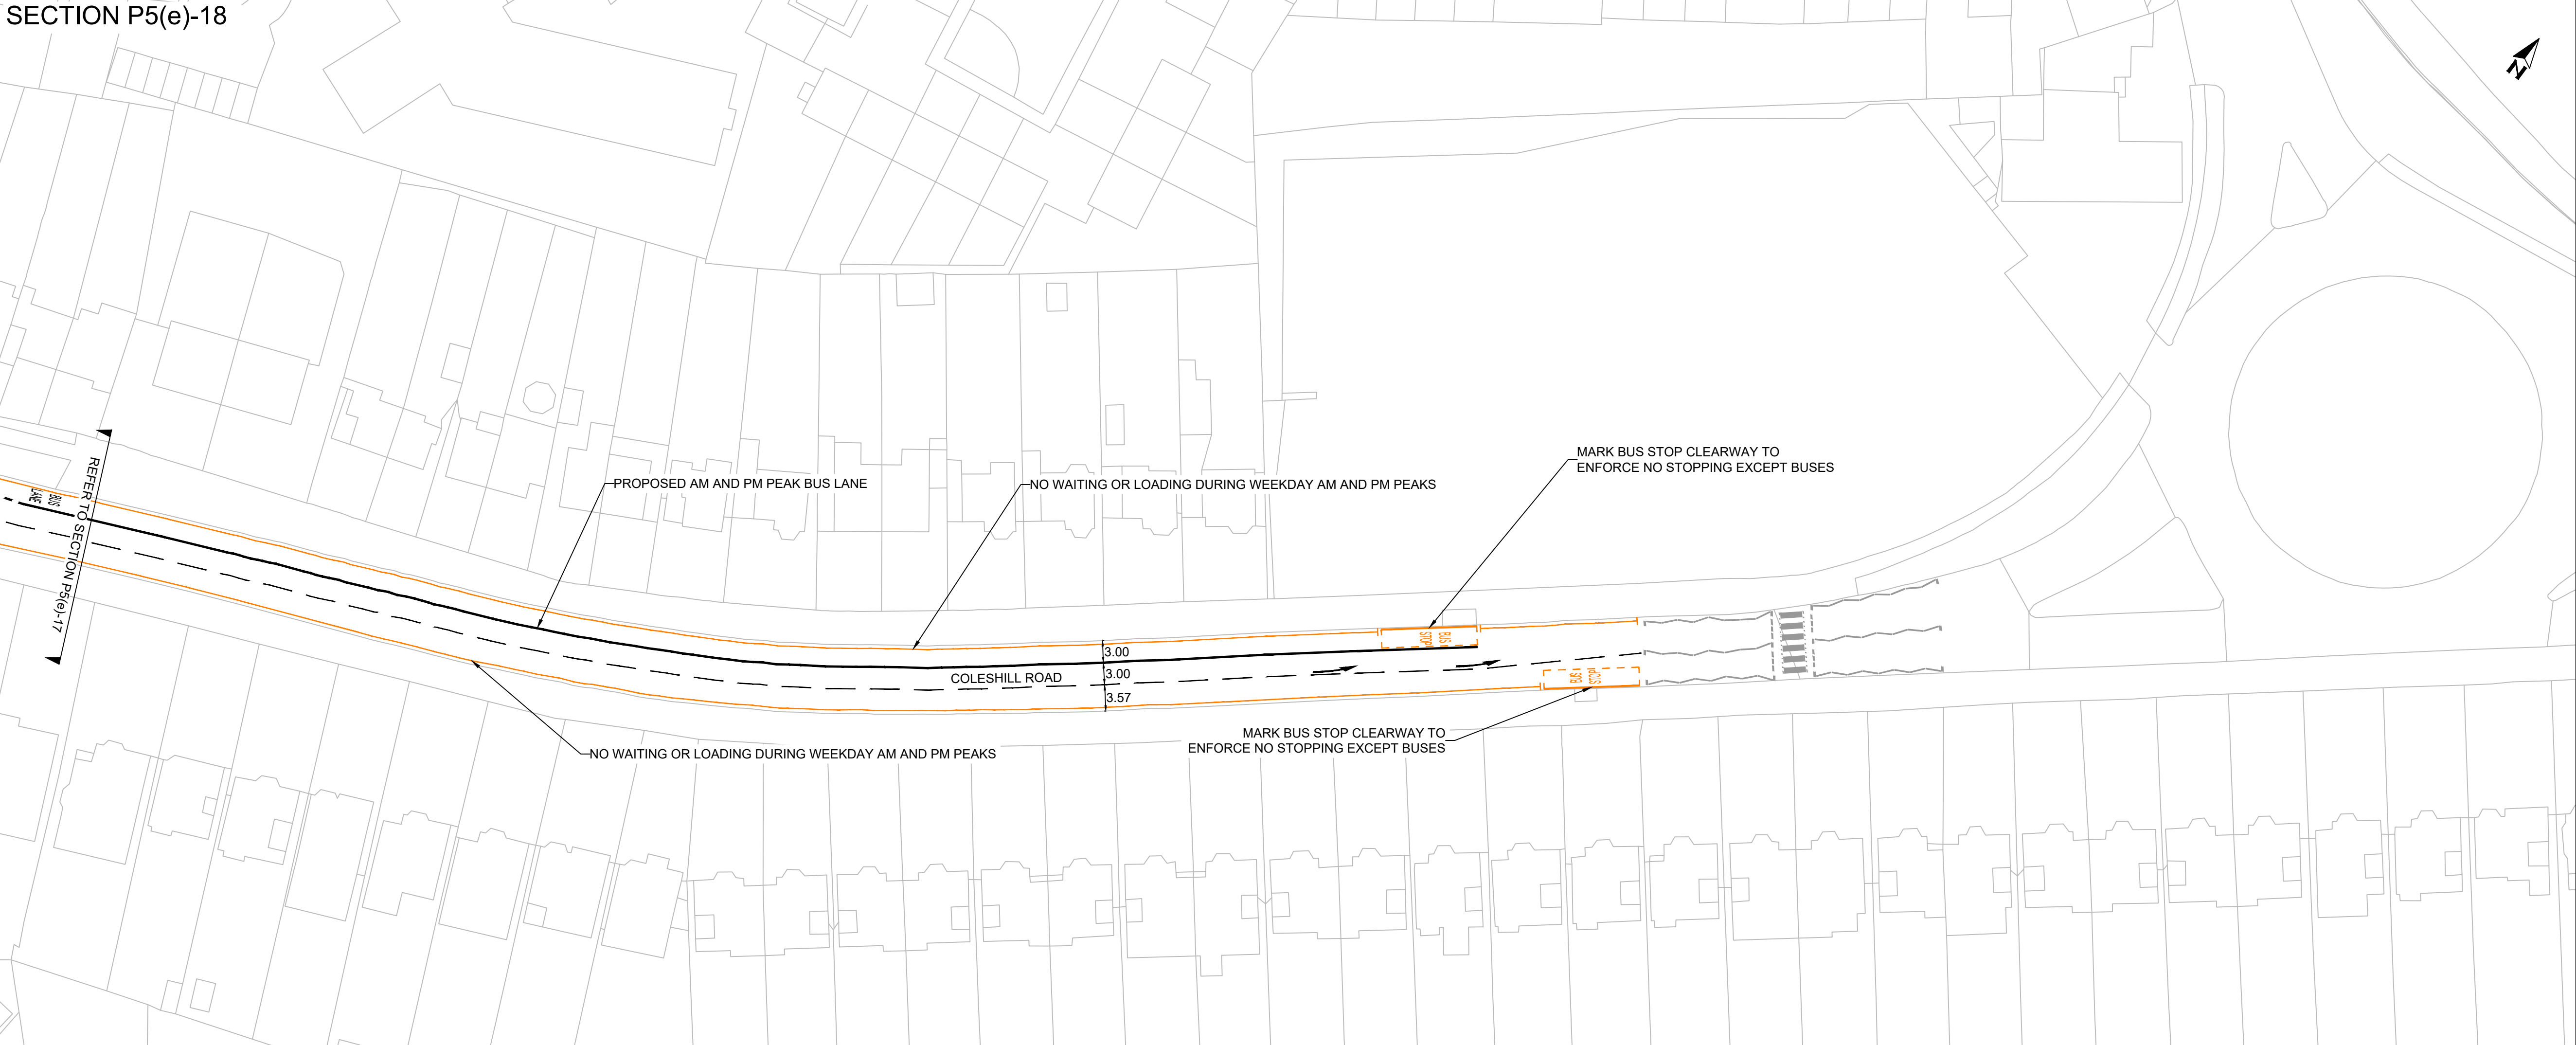 SECTION P5(e)-18
N
REFER TO SECTION P5(e)-17
BUS
LANE
PROPOSED AM AND PM PEAK BUS LANE
NO WAITING OR LOADING DURING WEEKDAY AM AND PM PEAKS
MARK BUS STOP CLEARWAY TO
ENFORCE NO STOPPING EXCEPT BUSES
BUS
STOP
3.00
3.00
3.57
COLESHILL ROAD
BUS
STOP
MARK BUS STOP CLEARWAY TO
ENFORCE NO STOPPING EXCEPT BUSES
NO WAITING OR LOADING DURING WEEKDAY AM AND PM PEAKS